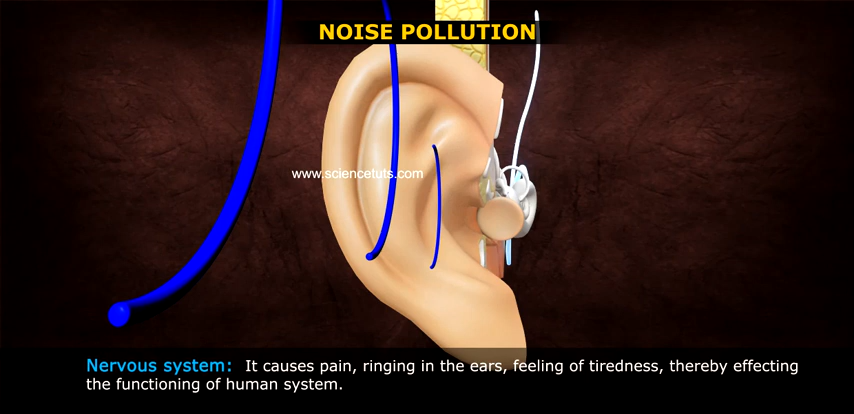 NOISE POLLUTION
www.sciencetuts.com
Nervous system: It causes pain, ringing in the ears, feeling of tiredness, thereby effecting
the functioning of human system.